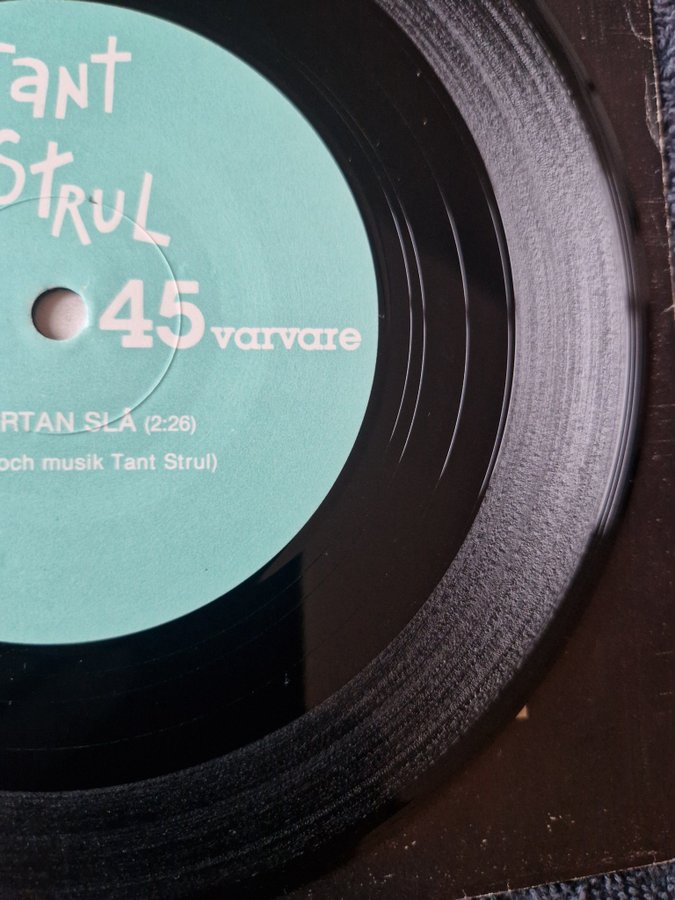 Tant
STRUL
45 varvare
RTAN SLÅ (2:26)
och musik Tant Strul)